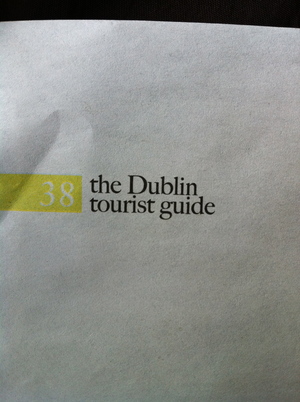 38 the Dublin
tourist guide